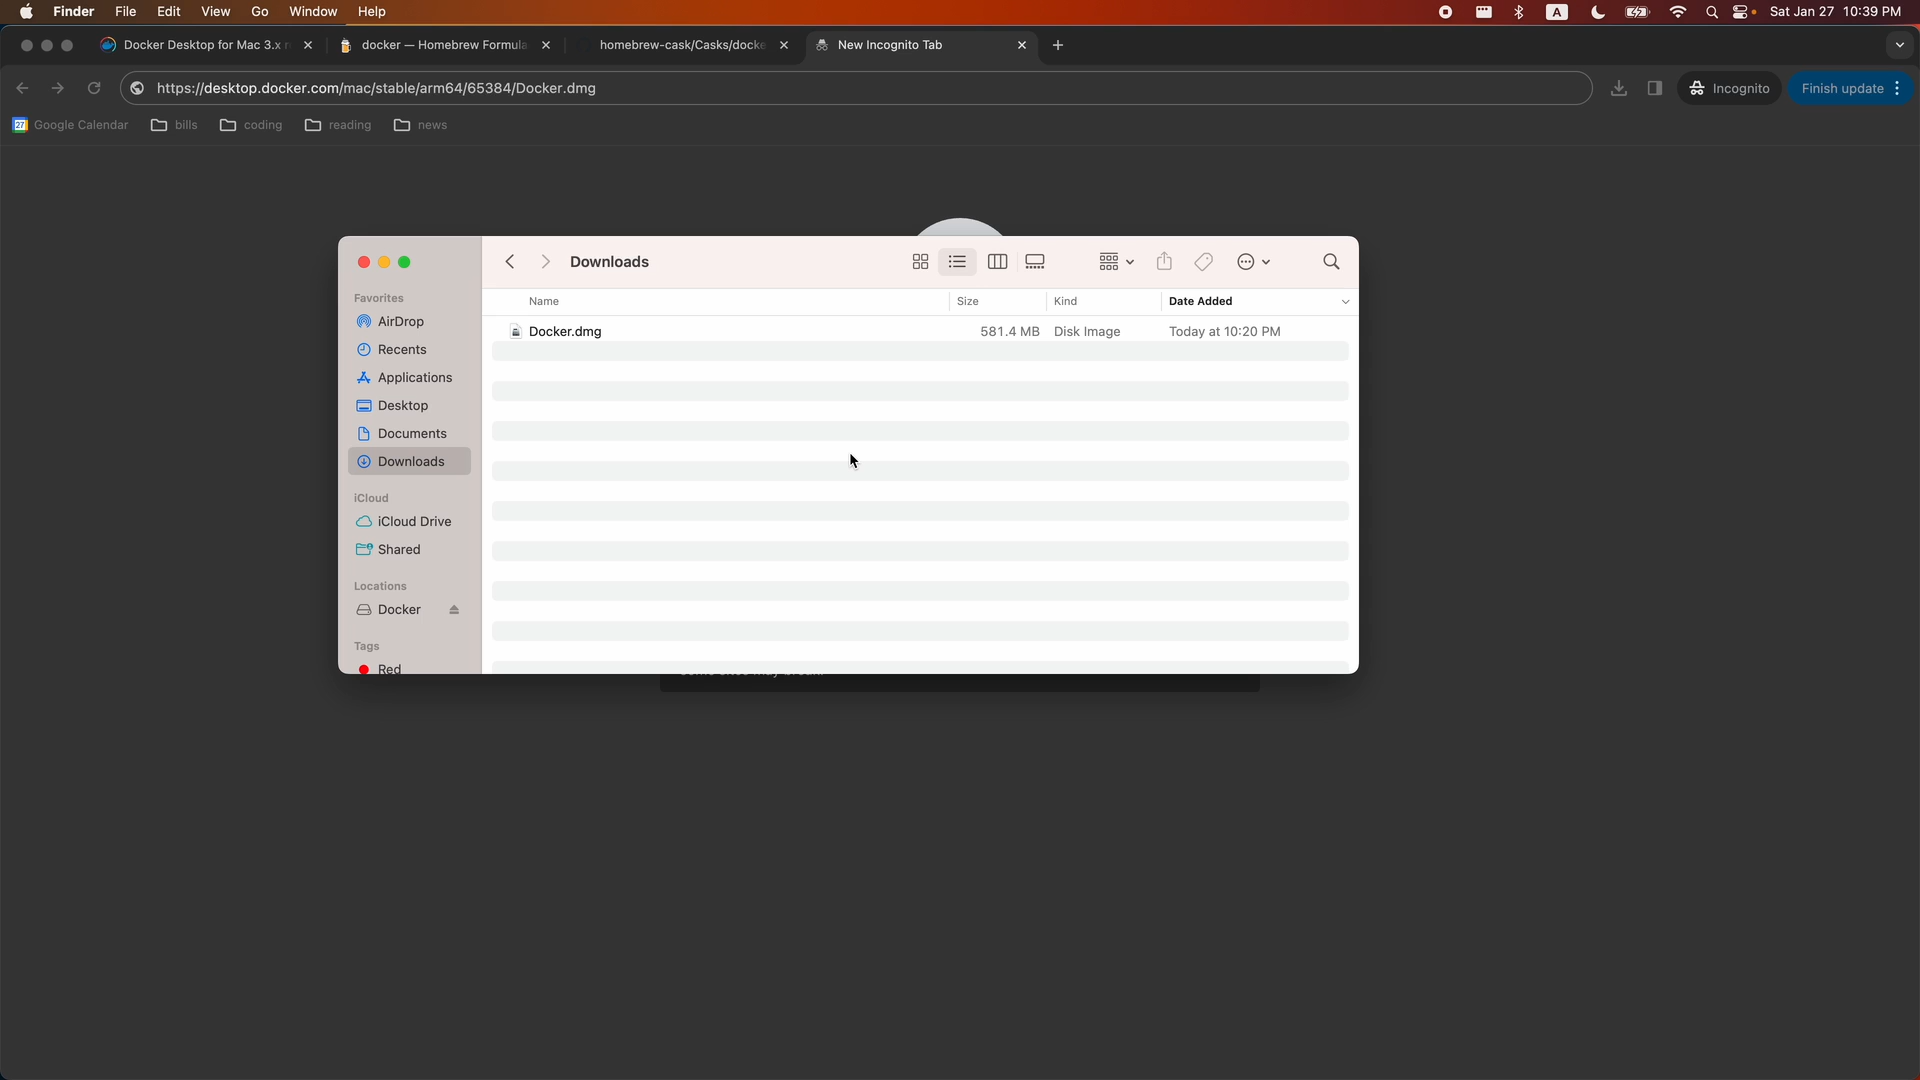 Finder File Edit View Go Window Help A Sat Jan 27 10:39 PM
Docker Desktop for Mac 3.x docker — Homebrew Formula homebrew-cask/Casks/docke New Incognito Tab
https://desktop.docker.com/mac/stable/arm64/65384/Docker.dmg Incognito Finish update
27 Google Calendar bills coding reading news
Downloads
Favorites
AirDrop
Recents
Applications
Desktop
Documents
Downloads
iCloud
iCloud Drive
Shared
Locations
Docker
Tags
Red
Name Size Kind Date Added
Docker.dmg 581.4 MB Disk Image Today at 10:20 PM